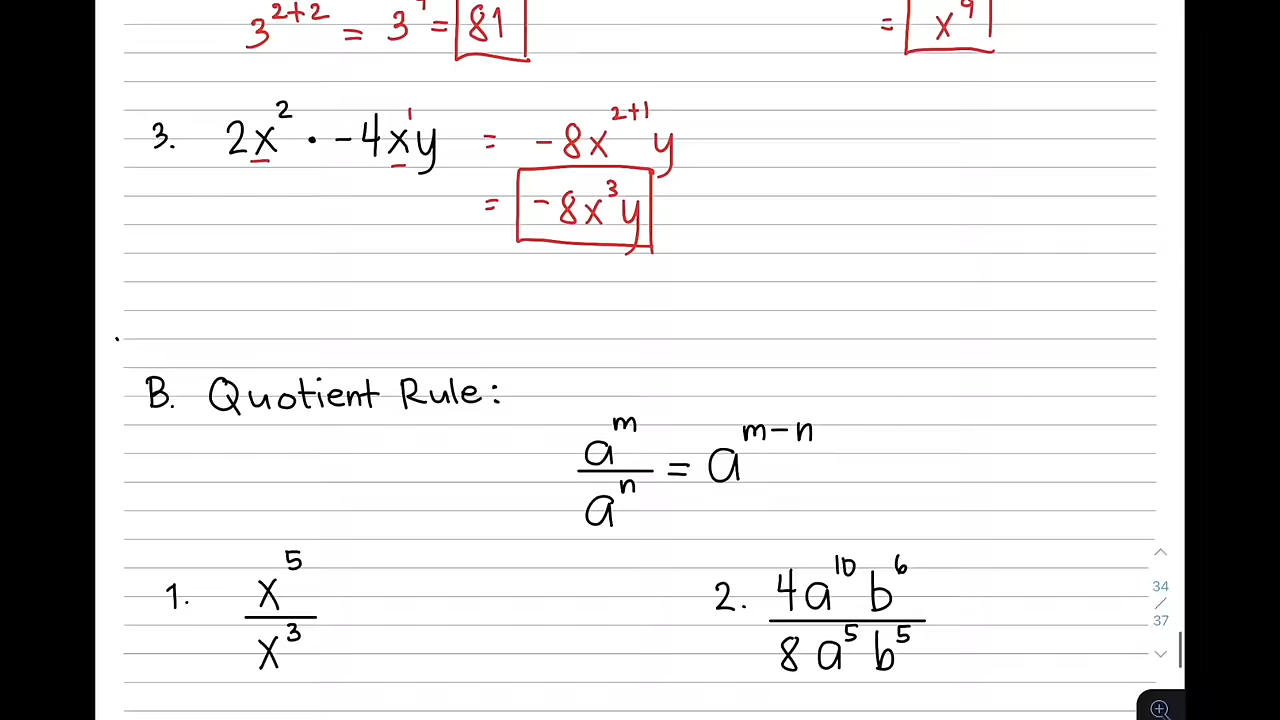 3^{2+2} = 3^4 = 81
= x^9
3. 2x^2 · -4x^1y = -8x^{2+1}y
= -8x^3y
B. Quotient Rule:
a^m/a^n = a^{m-n}
1. x^5/x^3
2. 4a^{10}b^6/8a^5b^5
34
/
37